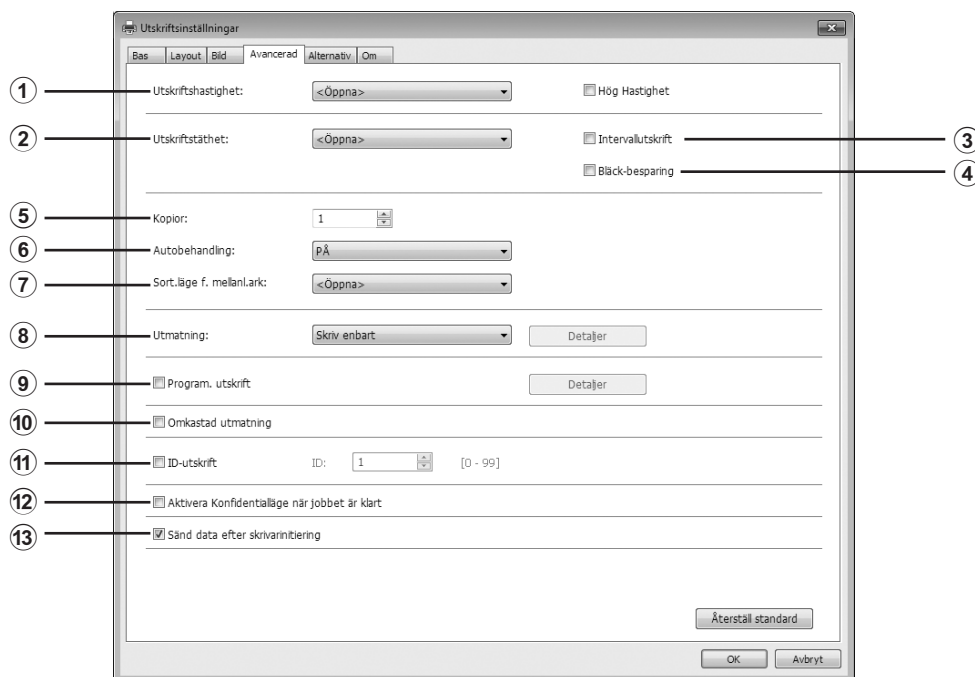 Utskriftsinställningar
Bas Layout Bild Avancerad Alternativ Om
1 Utskriftshastighet: <Öppna> Hög Hastighet
2 Utskriftstäthet: <Öppna> Intervallutskrift 3
Bläck-besparing 4
5 Kopior: 1
6 Autobehandling: PÅ
7 Sort.läge f. mellanl.ark: <Öppna>
8 Utmatning: Skriv enbart Detaljer
9 Program. utskrift Detaljer
10 Omkastad utmatning
11 ID-utskrift ID: 1 [0 - 99]
12 Aktivera Konfidentialläge när jobbet är klart
13 Sänd data efter skrivarinitiering
Återställ standard
OK Avbryt